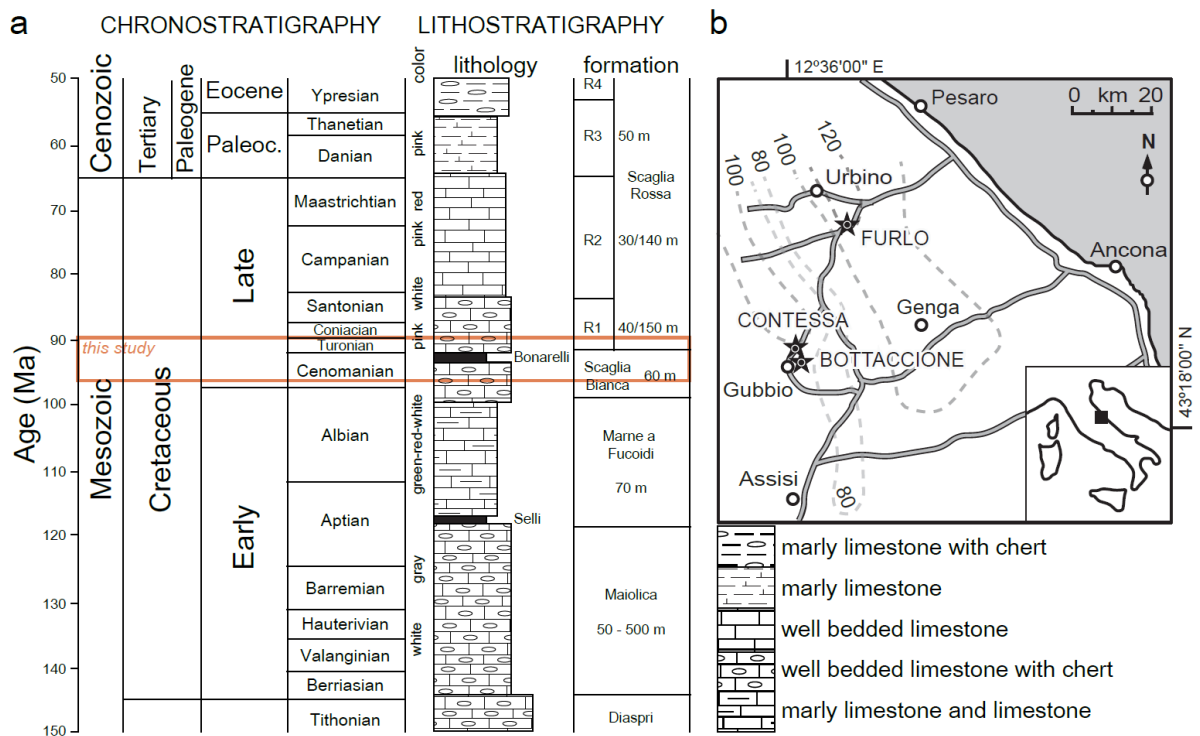 a
CHRONOSTRATIGRAPHY
LITHOSTRATIGRAPHY
color
lithology
formation
Age (Ma)
50
60
70
80
90
100
110
120
130
140
150
Cenozoic
Mesozoic
Tertiary
Cretaceous
Paleogene
Eocene
Paleoc.
Late
Early
Ypresian
Thanetian
Danian
Maastrichtian
Campanian
Santonian
Coniacian
Turonian
Cenomanian
Albian
Aptian
Barremian
Hauterivian
Valanginian
Berriasian
Tithonian
this study
pink
red
pink
white
pink
green-red-white
gray
white
Bonarelli
Selli
R4
R3 50 m
Scaglia
Rossa
R2 30/140 m
R1 40/150 m
Scaglia
Bianca 60 m
Marne a
Fucoidi
70 m
Maiolica
50 - 500 m
Diaspri
b
12º36'00" E
43º18'00" N
0 km 20
N
Pesaro
100
80
100
120
Urbino
FURLO
Ancona
Genga
CONTESSA
BOTTACCIONE
Gubbio
Assisi
80
marly limestone with chert
marly limestone
well bedded limestone
well bedded limestone with chert
marly limestone and limestone